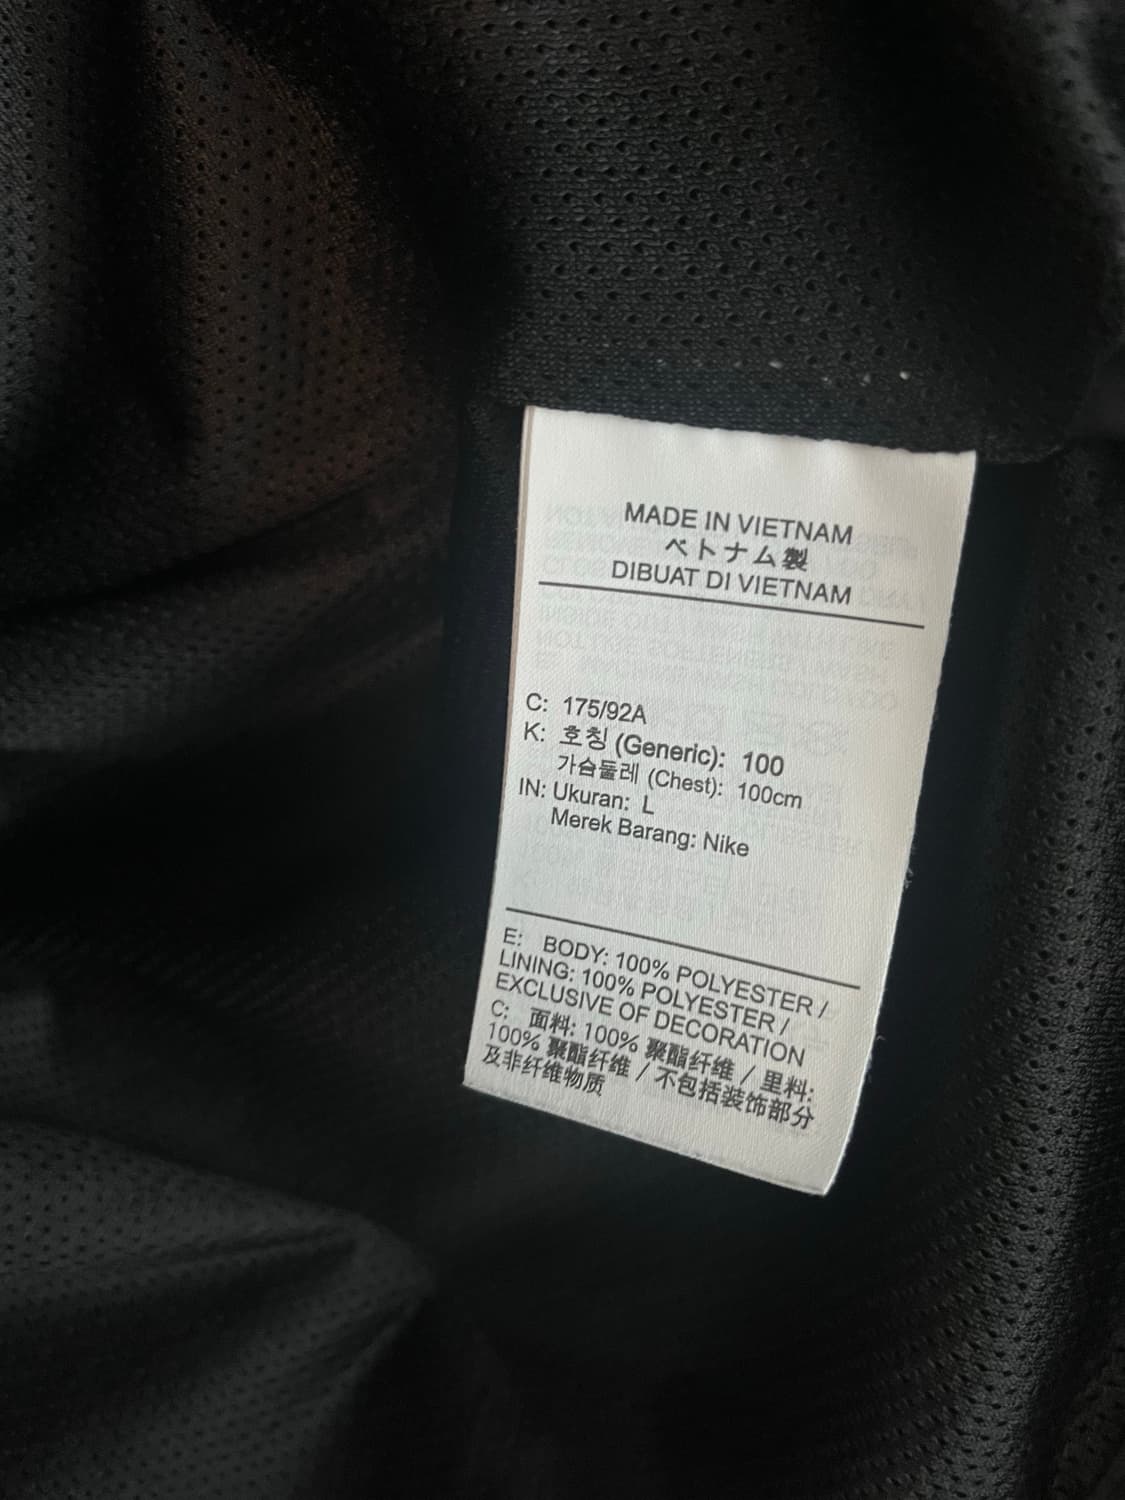 MADE IN VIETNAM
ベトナム製
DIBUAT DI VIETNAM
C: 175/92A
K: 호칭 (Generic): 100
가슴둘레 (Chest): 100cm
IN: Ukuran: L
Merek Barang: Nike
E: BODY: 100% POLYESTER /
LINING: 100% POLYESTER /
EXCLUSIVE OF DECORATION
C: 面料: 100% 聚酯纤维 / 里料:
100% 聚酯纤维 / 不包括装饰部分
及非纤维物质